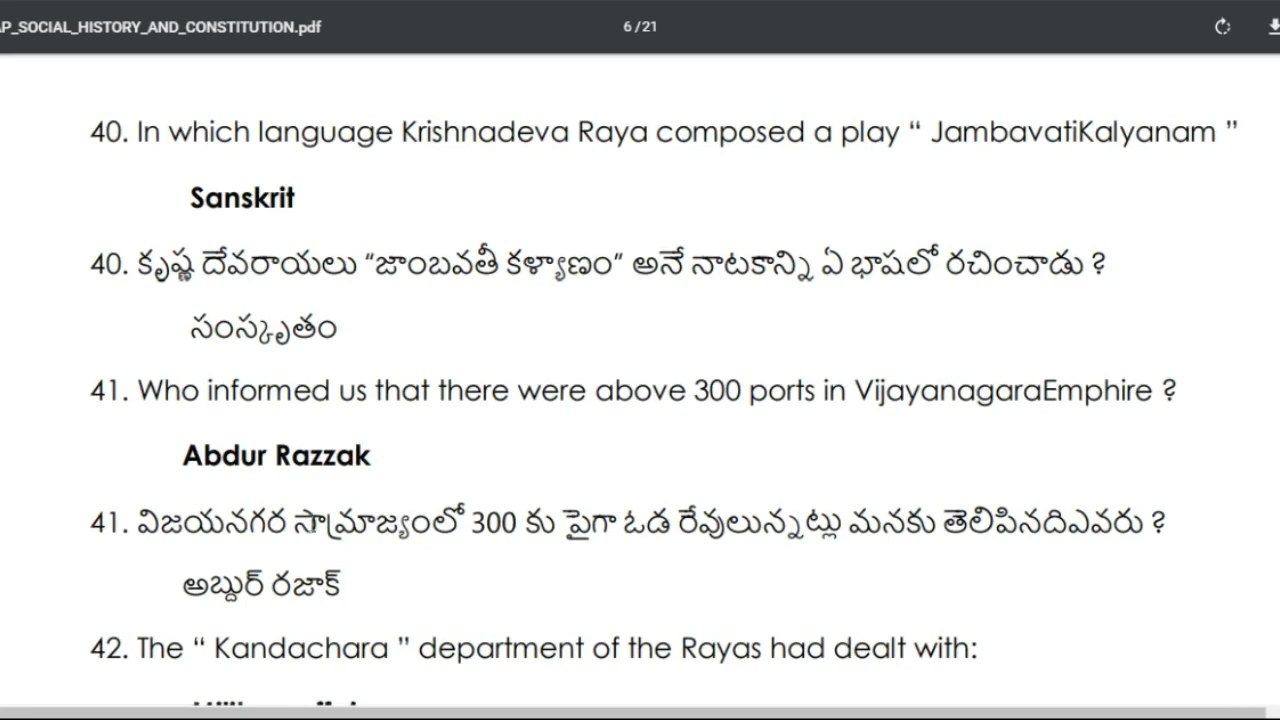 AP_SOCIAL_HISTORY_AND_CONSTITUTION.pdf
6 / 21
40. In which language Krishnadeva Raya composed a play “ JambavatiKalyanam ”
Sanskrit
40. కృష్ణ దేవరాయలు “జాంబవతీ కళ్యాణం” అనే నాటకాన్ని ఏ భాషలో రచించాడు ?
సంస్కృతం
41. Who informed us that there were above 300 ports in VijayanagaraEmphire ?
Abdur Razzak
41. విజయనగర సామ్రాజ్యంలో 300 కు పైగా ఓడ రేవులున్నట్లు మనకు తెలిపినదిఎవరు ?
అబ్దుర్ రజాక్
42. The “ Kandachara ” department of the Rayas had dealt with: